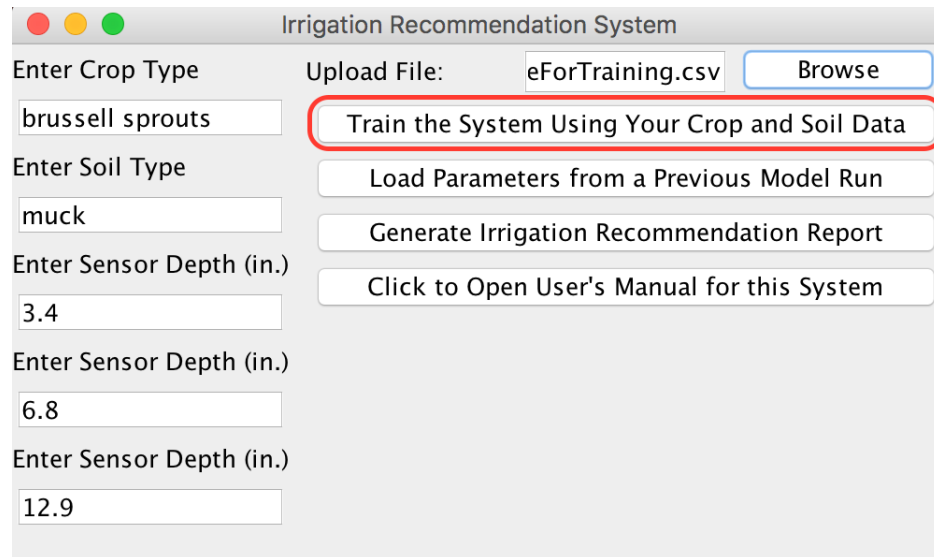 Irrigation Recommendation System
Enter Crop Type
brussell sprouts
Enter Soil Type
muck
Enter Sensor Depth (in.)
3.4
Enter Sensor Depth (in.)
6.8
Enter Sensor Depth (in.)
12.9
Upload File: eForTraining.csv Browse
Train the System Using Your Crop and Soil Data
Load Parameters from a Previous Model Run
Generate Irrigation Recommendation Report
Click to Open User's Manual for this System